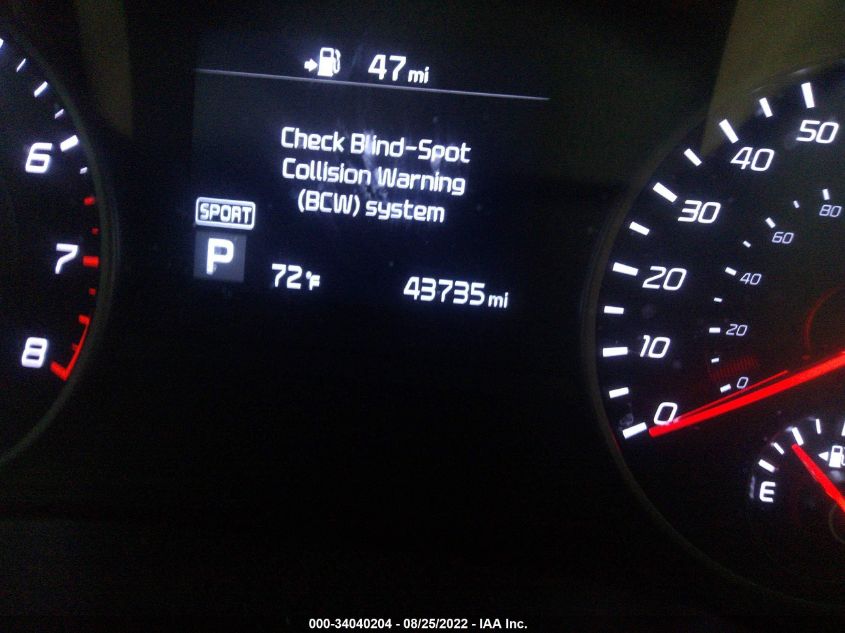 47 mi
Check Blind-Spot
Collision Warning
(BCW) system
SPORT
P
72°F
43735 mi
6
7
8
50
40
30
20
10
0
80
60
40
20
0
E
000-34040204 - 08/25/2022 - IAA Inc.